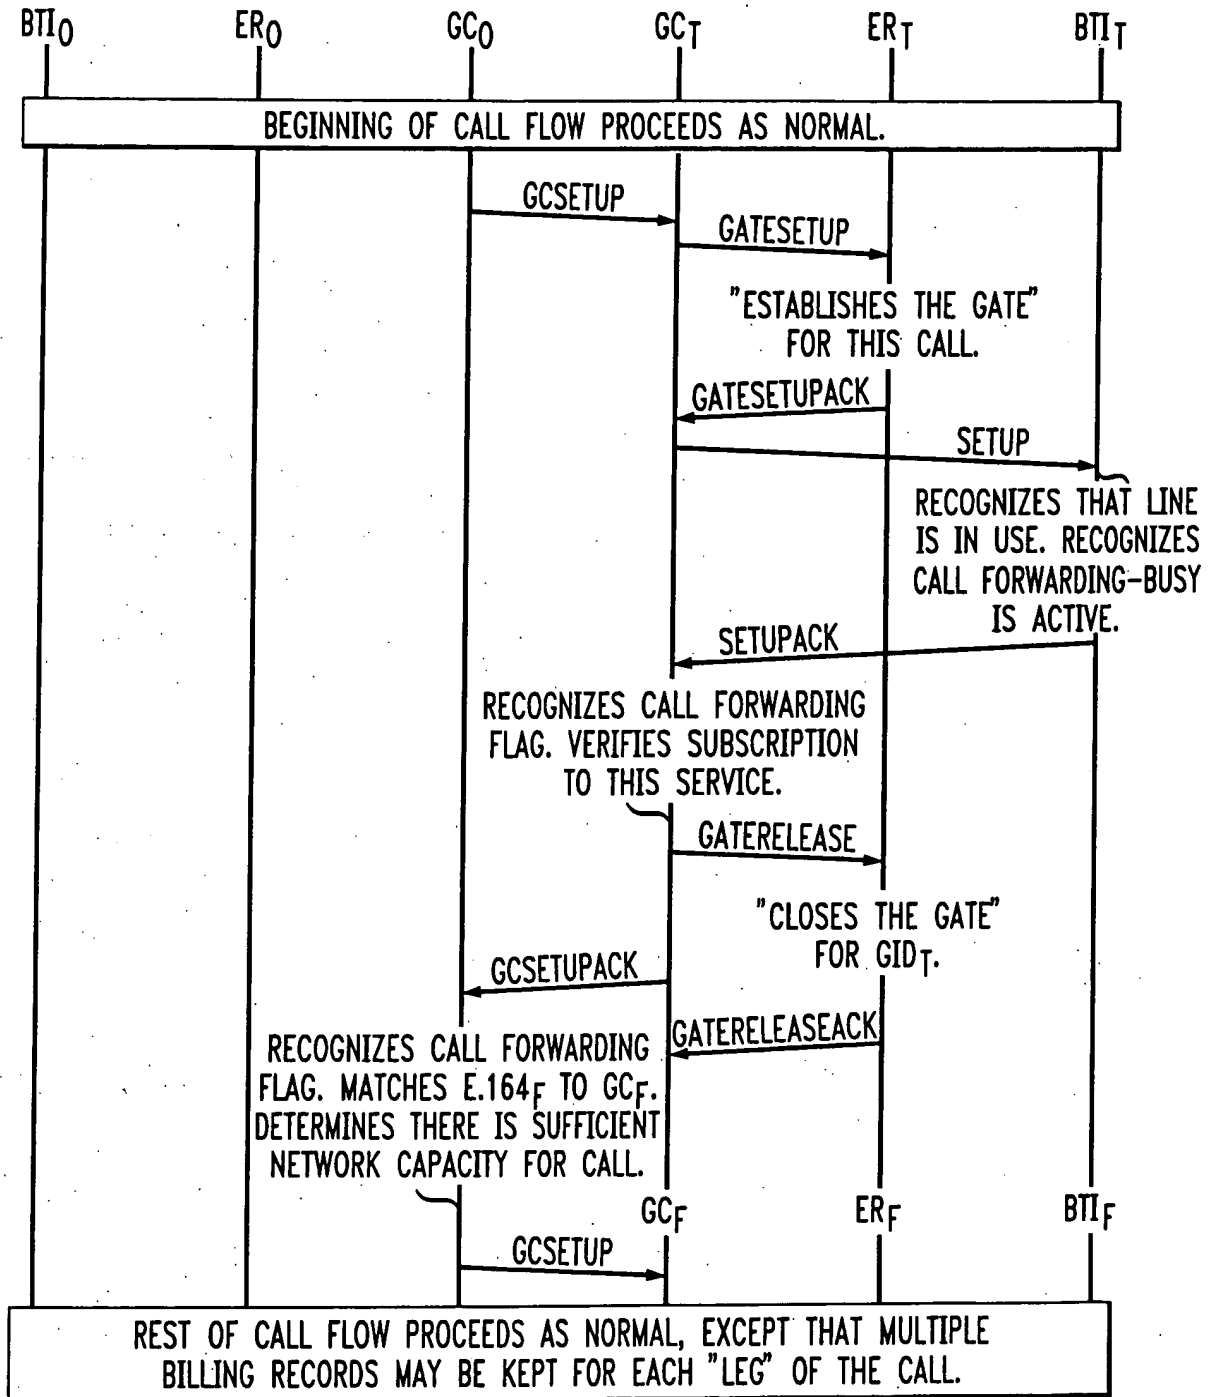 BTIO ERO GCO GCT ERT BTIT
BEGINNING OF CALL FLOW PROCEEDS AS NORMAL.
GCSETUP
GATESETUP
"ESTABLISHES THE GATE"
FOR THIS CALL.
GATESETUPACK
SETUP
RECOGNIZES THAT LINE
IS IN USE. RECOGNIZES
CALL FORWARDING-BUSY
IS ACTIVE.
SETUPACK
RECOGNIZES CALL FORWARDING
FLAG. VERIFIES SUBSCRIPTION
TO THIS SERVICE.
GATERELEASE
"CLOSES THE GATE"
FOR GIDT.
GCSETUPACK
GATERELEASEACK
RECOGNIZES CALL FORWARDING
FLAG. MATCHES E.164F TO GCF.
DETERMINES THERE IS SUFFICIENT
NETWORK CAPACITY FOR CALL.
GCF ERF BTIF
GCSETUP
REST OF CALL FLOW PROCEEDS AS NORMAL, EXCEPT THAT MULTIPLE
BILLING RECORDS MAY BE KEPT FOR EACH "LEG" OF THE CALL.